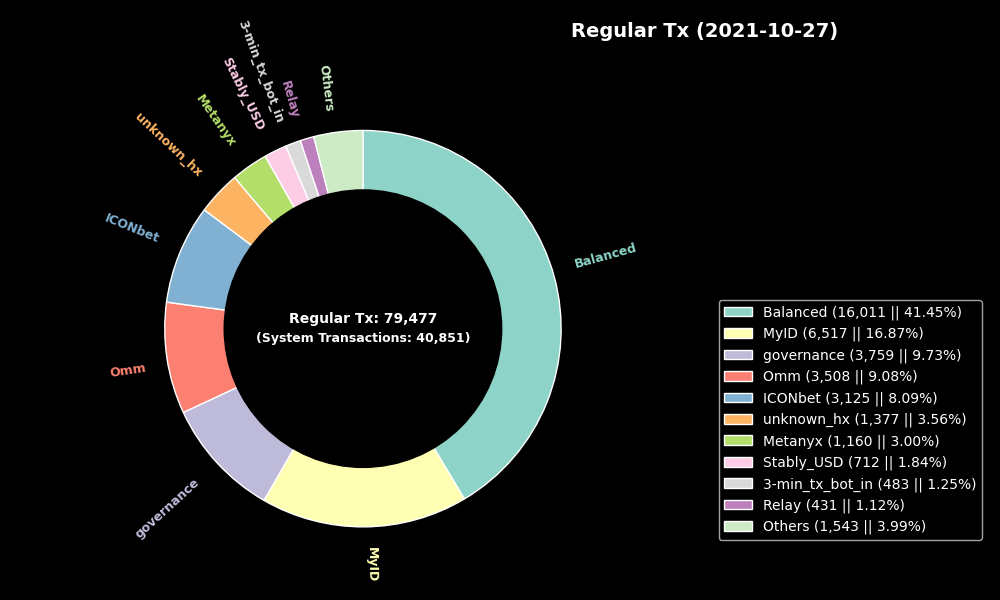 Regular Tx (2021-10-27)
3-min_tx_bot_in
Stably_USD
Relay
Others
Metanyx
unknown_hx
ICONbet
Balanced
Omm
governance
MyID
Regular Tx: 79,477
(System Transactions: 40,851)
Balanced (16,011 || 41.45%)
MyID (6,517 || 16.87%)
governance (3,759 || 9.73%)
Omm (3,508 || 9.08%)
ICONbet (3,125 || 8.09%)
unknown_hx (1,377 || 3.56%)
Metanyx (1,160 || 3.00%)
Stably_USD (712 || 1.84%)
3-min_tx_bot_in (483 || 1.25%)
Relay (431 || 1.12%)
Others (1,543 || 3.99%)